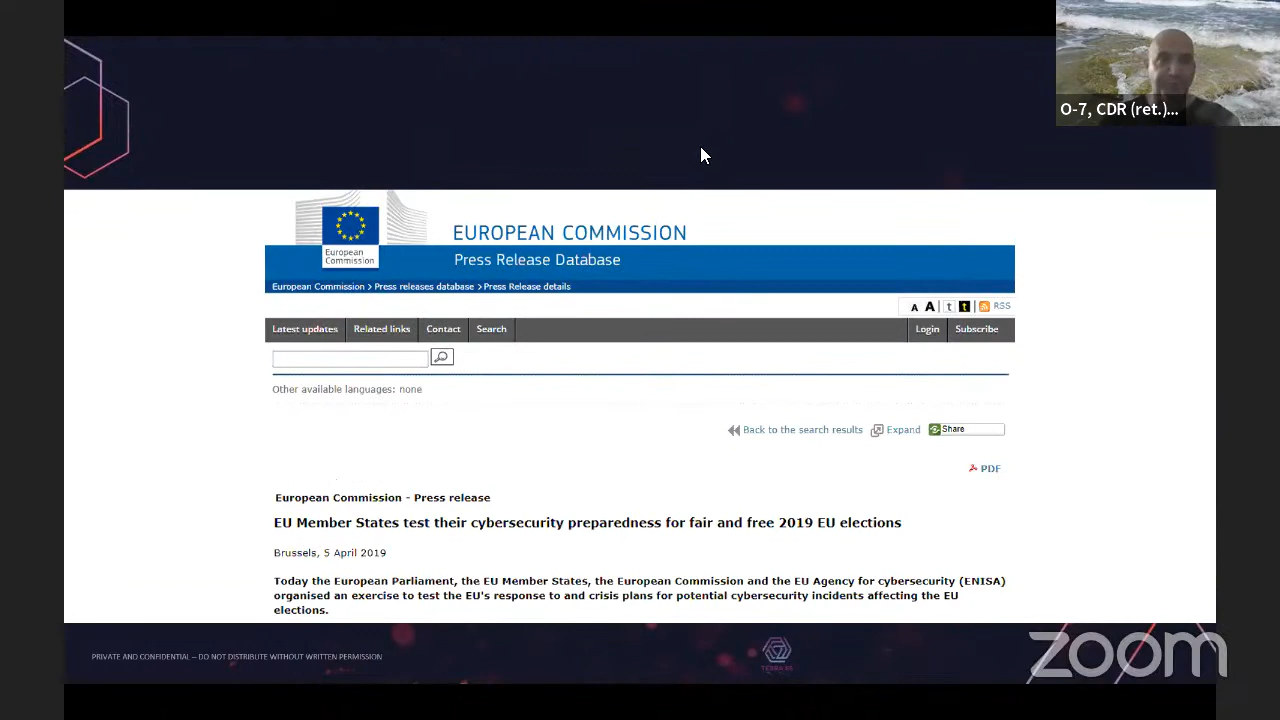 O-7, CDR (ret.)...
European
Commission
EUROPEAN COMMISSION
Press Release Database
European Commission > Press releases database > Press Release details
A A | t | t | RSS
Latest updates Related links Contact Search Login Subscribe
Other available languages: none
Back to the search results Expand Share
PDF
European Commission - Press release
EU Member States test their cybersecurity preparedness for fair and free 2019 EU elections
Brussels, 5 April 2019
Today the European Parliament, the EU Member States, the European Commission and the EU Agency for cybersecurity (ENISA)
organised an exercise to test the EU's response to and crisis plans for potential cybersecurity incidents affecting the EU
elections.
PRIVATE AND CONFIDENTIAL – DO NOT DISTRIBUTE WITHOUT WRITTEN PERMISSION
zoom